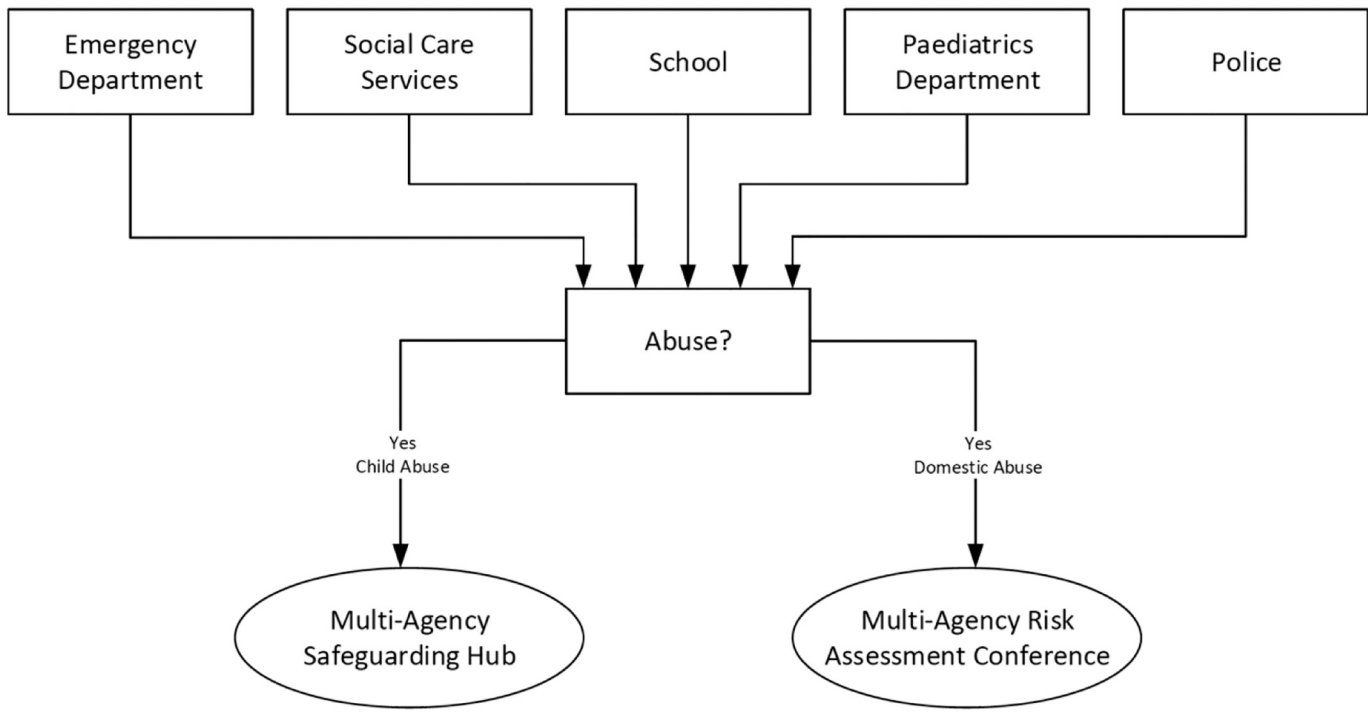 Emergency
Department
Social Care
Services
School
Paediatrics
Department
Police
Abuse?
Yes
Child Abuse
Yes
Domestic Abuse
Multi-Agency
Safeguarding Hub
Multi-Agency Risk
Assessment Conference